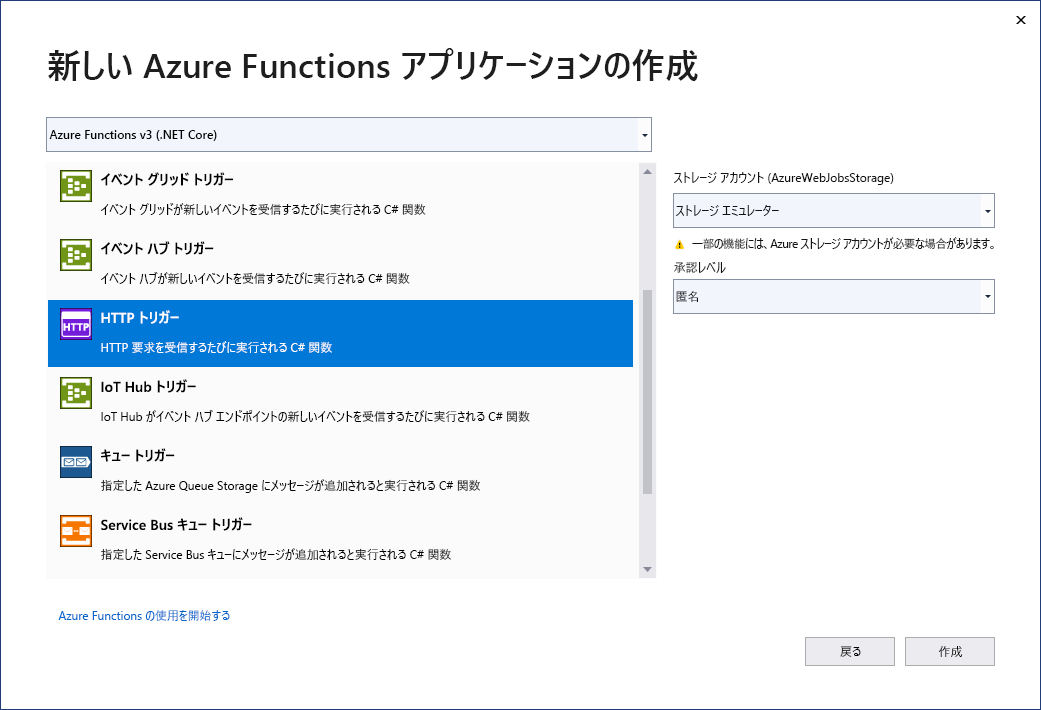 新しい Azure Functions アプリケーションの作成
Azure Functions v3 (.NET Core)
イベント グリッド トリガー
イベント グリッドが新しいイベントを受信するたびに実行される C# 関数
イベント ハブ トリガー
イベント ハブが新しいイベントを受信するたびに実行される C# 関数
HTTP
HTTP トリガー
HTTP 要求を受信するたびに実行される C# 関数
IoT Hub トリガー
IoT Hub がイベント ハブ エンドポイントの新しいイベントを受信するたびに実行される C# 関数
キュー トリガー
指定した Azure Queue Storage にメッセージが追加されると実行される C# 関数
Service Bus キュー トリガー
指定した Service Bus キューにメッセージが追加されると実行される C# 関数
ストレージ アカウント (AzureWebJobsStorage)
ストレージ エミュレーター
一部の機能には、Azure ストレージ アカウントが必要な場合があります。
承認レベル
匿名
Azure Functions の使用を開始する
戻る
作成